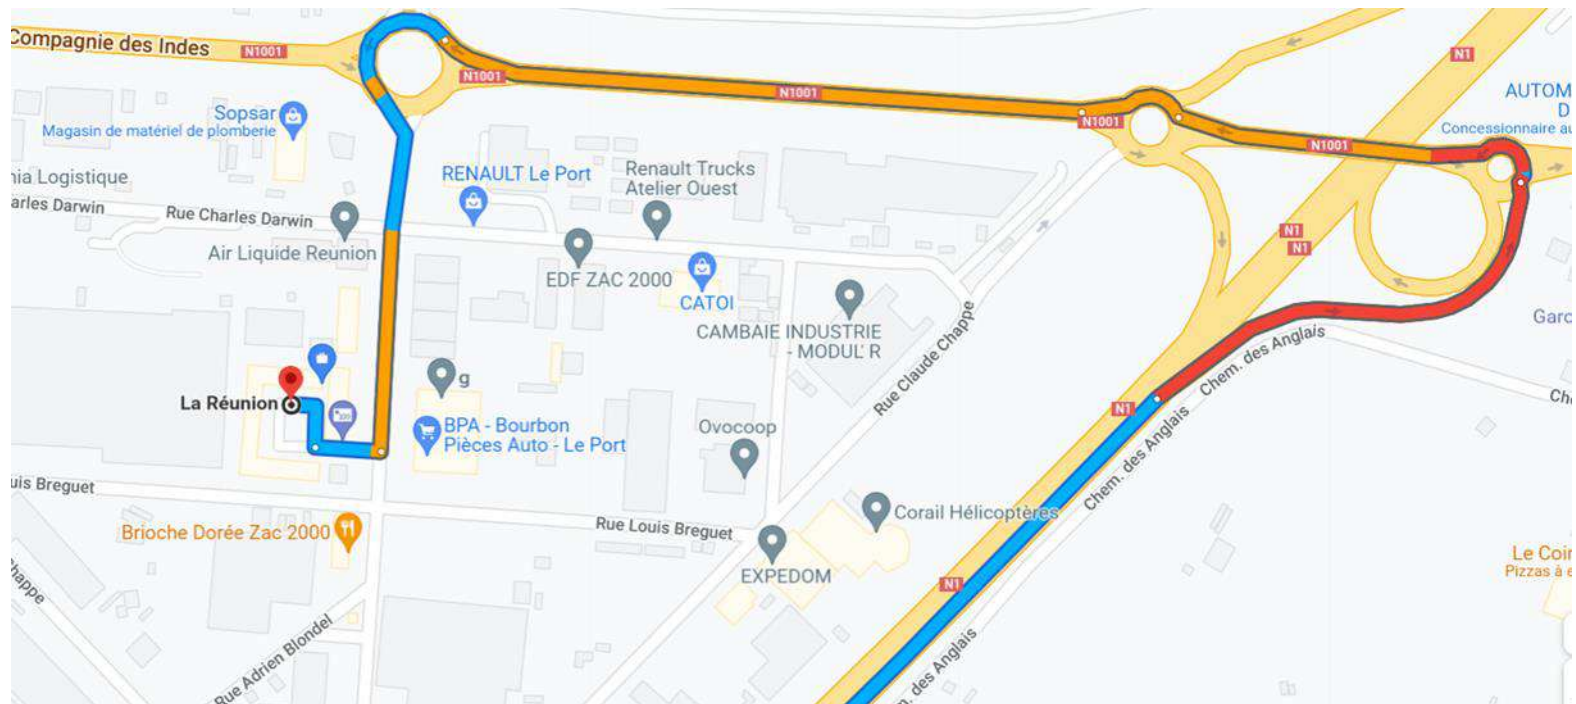 Compagnie des Indes
N1001
N1001
N1001
N1001
N1001
N1
AUTOM
D
Concessionnaire au
Sopsar
Magasin de matériel de plomberie
RENAULT Le Port
Renault Trucks
Atelier Ouest
nia Logistique
arles Darwin
Rue Charles Darwin
Air Liquide Reunion
EDF ZAC 2000
CATOI
CAMBAIE INDUSTRIE
- MODUL'R
N1
N1
Garc
Chem. des Anglais
Rue Claude Chappe
La Réunion
g
BPA - Bourbon
Pièces Auto - Le Port
Ovocoop
N1
Chem. des Anglais
Ch
uis Breguet
Brioche Dorée Zac 2000
Rue Louis Breguet
Corail Hélicoptères
EXPEDOM
N1
Le Coin
Pizzas à e
Chappe
Rue Adrien Blondel
m. des Anglais